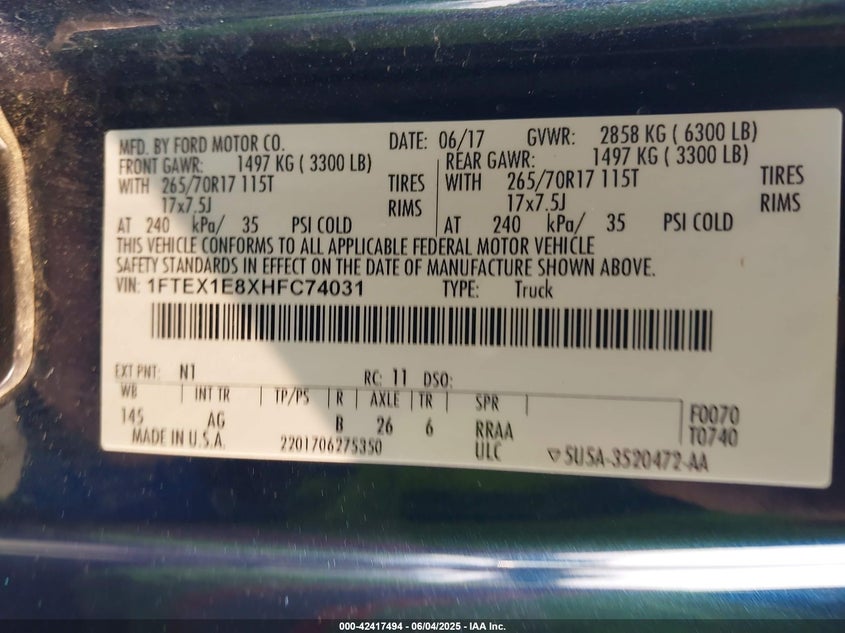 MFD. BY FORD MOTOR CO. DATE: 06/17 GVWR: 2858 KG ( 6300 LB)
FRONT GAWR: 1497 KG ( 3300 LB) REAR GAWR: 1497 KG ( 3300 LB)
WITH 265/70R17 115T TIRES WITH 265/70R17 115T TIRES
17x7.5J RIMS 17x7.5J RIMS
AT 240 kPa/ 35 PSI COLD AT 240 kPa/ 35 PSI COLD
THIS VEHICLE CONFORMS TO ALL APPLICABLE FEDERAL MOTOR VEHICLE
SAFETY STANDARDS IN EFFECT ON THE DATE OF MANUFACTURE SHOWN ABOVE.
VIN: 1FTEX1E8XHFC74031 TYPE: Truck
EXT PNT: N1 RC: 11 DSO:
WB INT TR TP/PS R AXLE TR SPR F0070
145 AG B 26 6 RRAA T0740
MADE IN U.S.A. 2201706275350 ULC ▽5U5A-3520472-AA
000-42417494 - 06/04/2025 - IAA Inc.